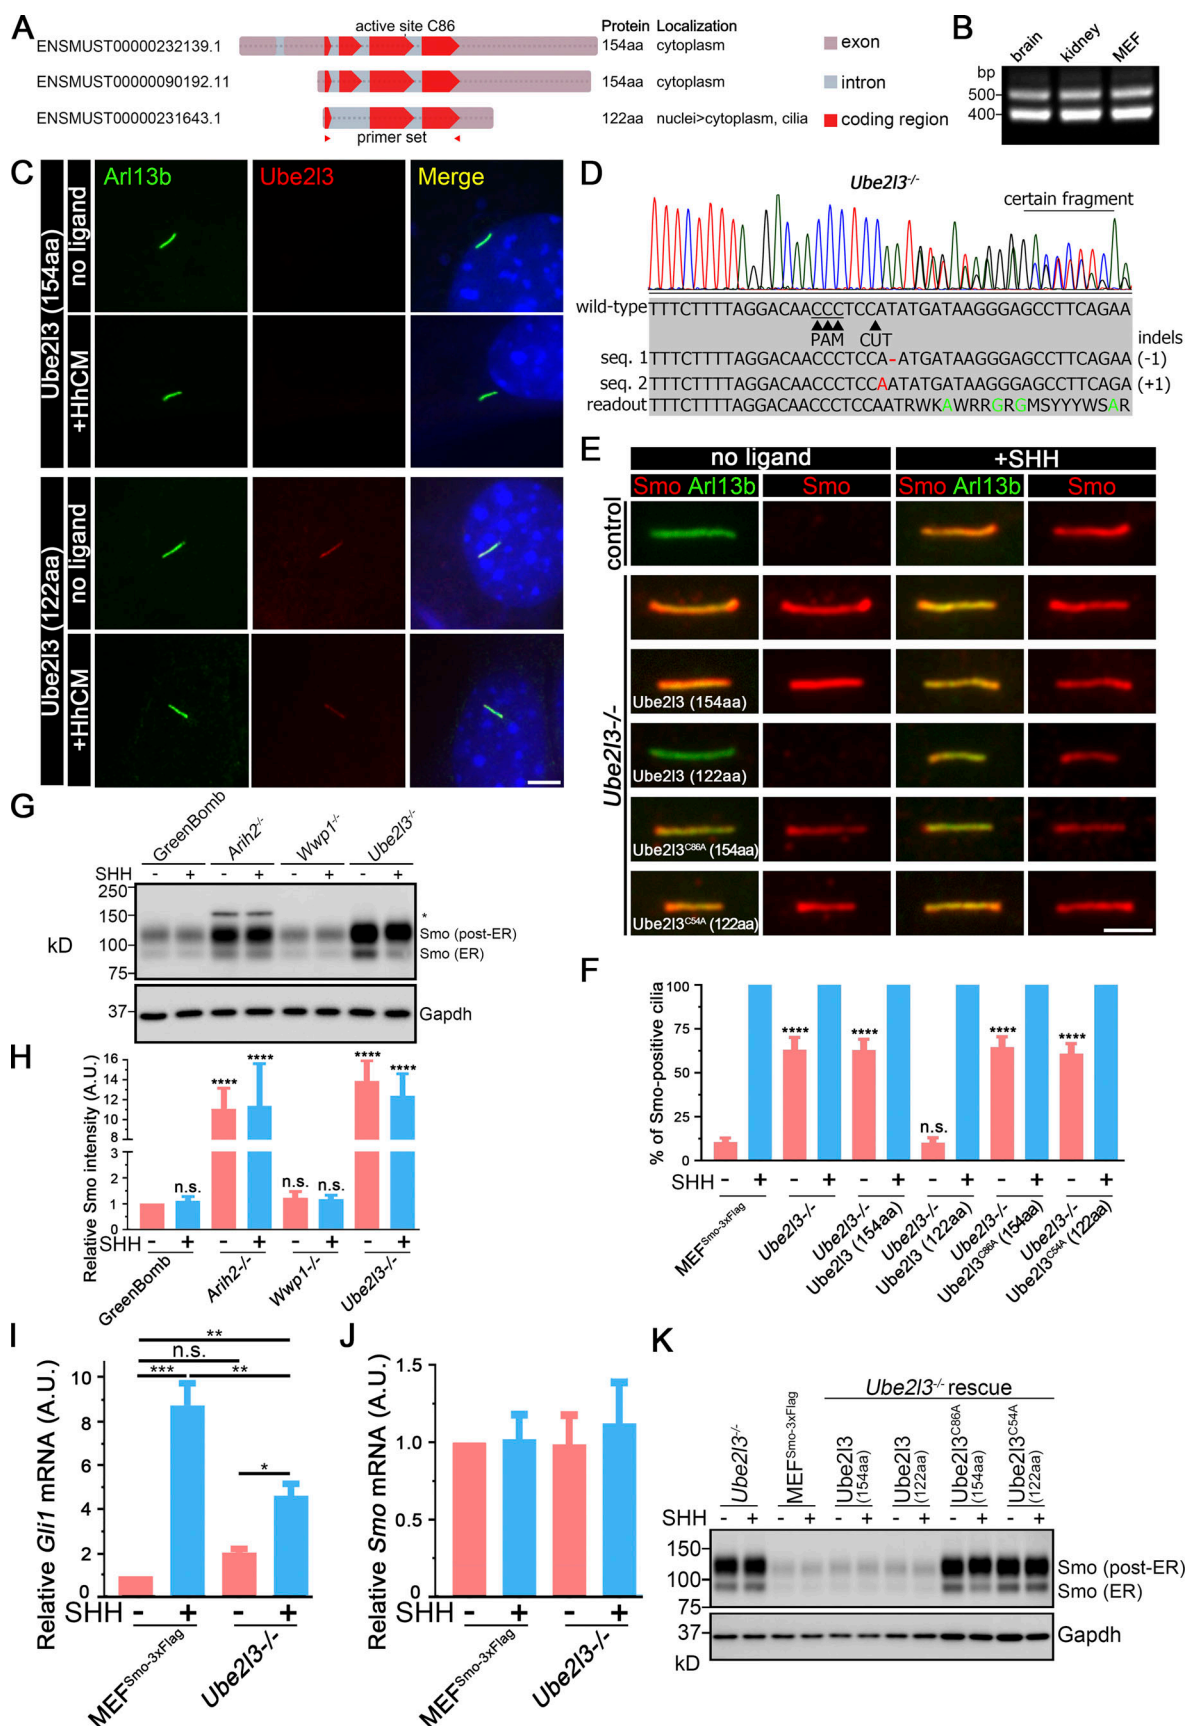 A
active site C86
Protein Localization
ENSMUST00000232139.1
154aa cytoplasm
ENSMUST00000090192.11
154aa cytoplasm
ENSMUST00000231643.1
122aa nuclei>cytoplasm, cilia
primer set
exon
intron
coding region
B
brain kidney MEF
bp
500
400
C
Arl13b Ube2l3 Merge
Ube2l3 (154aa)
no ligand
+HhCM
Ube2l3 (122aa)
no ligand
+HhCM
D
Ube2l3-/-
certain fragment
wild-type TTTCTTTTAGGACAACCCTCCATATGATAAGGGAGCCTTCAGAA
PAM CUT indels
seq. 1 TTTCTTTTAGGACAACCCTCCA-ATGATAAGGGAGCCTTCAGAA (-1)
seq. 2 TTTCTTTTAGGACAACCCTCCAATATGATAAGGGAGCCTTCAGA (+1)
readout TTTCTTTTAGGACAACCCTCCAATRWKAWRRGRGMSYYYWSAR
E
no ligand +SHH
Smo Arl13b Smo Smo Arl13b Smo
control
Ube2l3-/-
Ube2l3 (154aa)
Ube2l3 (122aa)
Ube2l3C86A (154aa)
Ube2l3C54A (122aa)
F
% of Smo-positive cilia
100
75
50
25
0
**** **** n.s. **** ****
SHH - + - + - + - + - + - +
MEFSmo-3xFlag
Ube2l3-/-
Ube2l3-/- Ube2l3 (154aa)
Ube2l3-/- Ube2l3 (122aa)
Ube2l3-/- Ube2l3C86A (154aa)
Ube2l3-/- Ube2l3C54A (122aa)
G
GreenBomb Arih2-/- Wwp1-/- Ube2l3-/-
SHH - + - + - + - +
250
150
100
75
37
kD
*
Smo (post-ER)
Smo (ER)
Gapdh
H
Relative Smo intensity (A.U.)
16
14
12
10
8
6
4
3
2
1
0
n.s. **** **** n.s. n.s. **** ****
SHH - + - + - + - +
GreenBomb Arih2-/- Wwp1-/- Ube2l3-/-
I
Relative Gli1 mRNA (A.U.)
10
8
6
4
2
0
**
n.s.
*** **
*
SHH - + - +
MEFSmo-3xFlag Ube2l3-/-
J
Relative Smo mRNA (A.U.)
1.5
1.0
0.5
0
SHH - + - +
MEFSmo-3xFlag Ube2l3-/-
K
Ube2l3-/- rescue
Ube2l3-/-
MEFSmo-3xFlag
Ube2l3 (154aa)
Ube2l3 (122aa)
Ube2l3C86A (154aa)
Ube2l3C54A (122aa)
SHH - + - + - + - + - + - +
150
100
75
37
kD
Smo (post-ER)
Smo (ER)
Gapdh